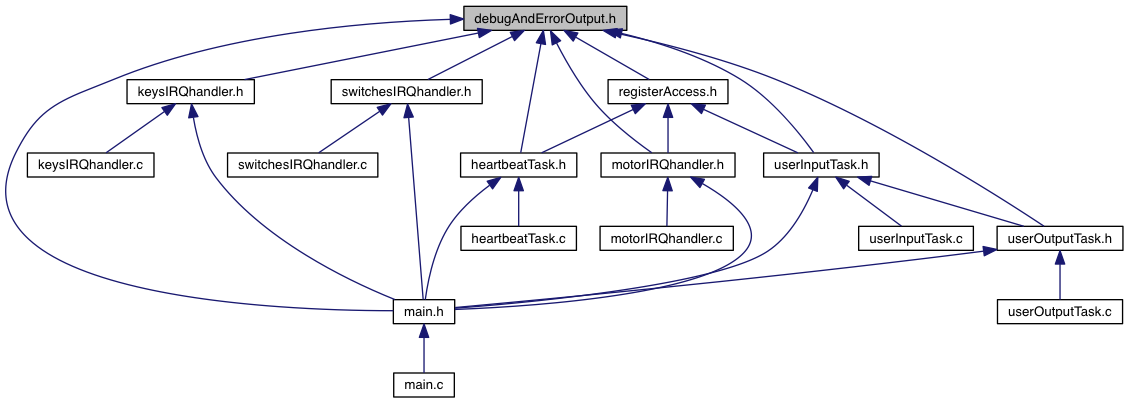 debugAndErrorOutput.h
keysIRQhandler.h
switchesIRQhandler.h
registerAccess.h
keysIRQhandler.c
switchesIRQhandler.c
heartbeatTask.h
motorIRQhandler.h
userInputTask.h
heartbeatTask.c
motorIRQhandler.c
userInputTask.c
userOutputTask.h
main.h
userOutputTask.c
main.c